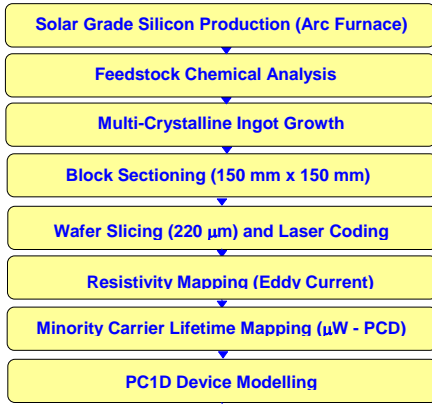 Solar Grade Silicon Production (Arc Furnace)
Feedstock Chemical Analysis
Multi-Crystalline Ingot Growth
Block Sectioning (150 mm x 150 mm)
Wafer Slicing (220 μm) and Laser Coding
Resistivity Mapping (Eddy Current)
Minority Carrier Lifetime Mapping (μW - PCD)
PC1D Device Modelling